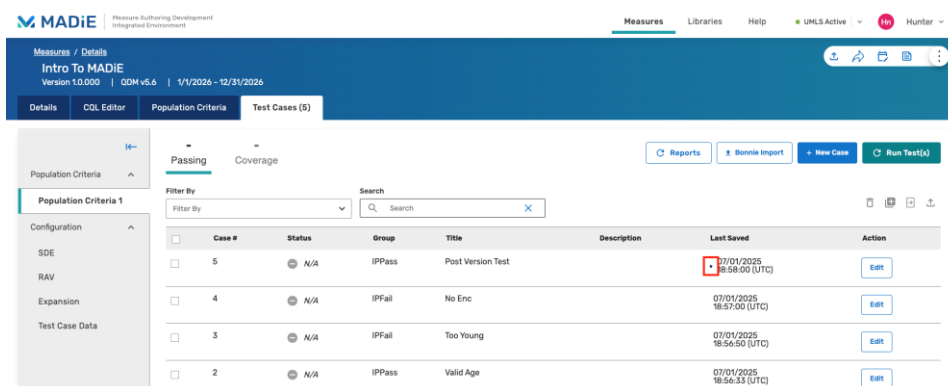 MADiE
Measure Authoring Development
Integrated Environment
Measures Libraries Help UMLS Active Hn Hunter
Measures / Details
Intro To MADiE
Version 1.0.000 | QDM v5.6 | 1/1/2026 - 12/31/2026
Details CQL Editor Population Criteria Test Cases (5)
- -
Passing Coverage
Reports Bonnie Import + New Case Run Test(s)
Population Criteria
Population Criteria 1
Configuration
SDE
RAV
Expansion
Test Case Data
Filter By Search
Filter By Search
Case # Status Group Title Description Last Saved Action
5 N/A IPPass Post Version Test • 07/01/2025
18:58:00 (UTC) Edit
4 N/A IPFail No Enc 07/01/2025
18:57:00 (UTC) Edit
3 N/A IPFail Too Young 07/01/2025
18:56:50 (UTC) Edit
2 N/A IPPass Valid Age 07/01/2025
18:56:33 (UTC) Edit